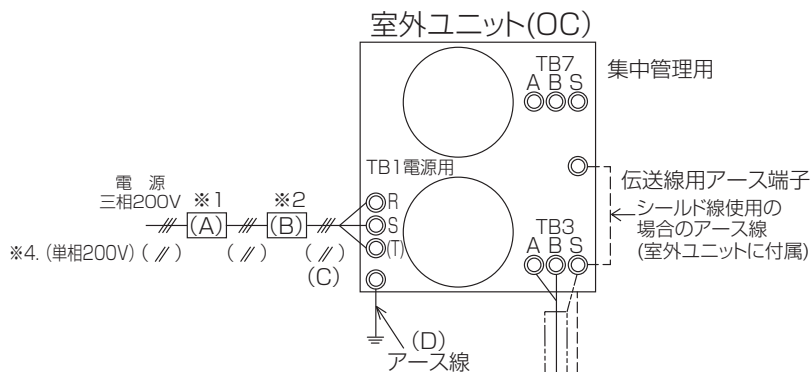 室外ユニット(OC)
TB7
A B S
集中管理用
TB1電源用
電 源
三相200V
※1
※2
(A)
(B)
R
S
(T)
※4. (単相200V) ( 〃 )
( 〃 )
( 〃 )
(C)
伝送線用アース端子
シールド線使用の
場合のアース線
(室外ユニットに付属)
TB3
A B S
(D)
アース線